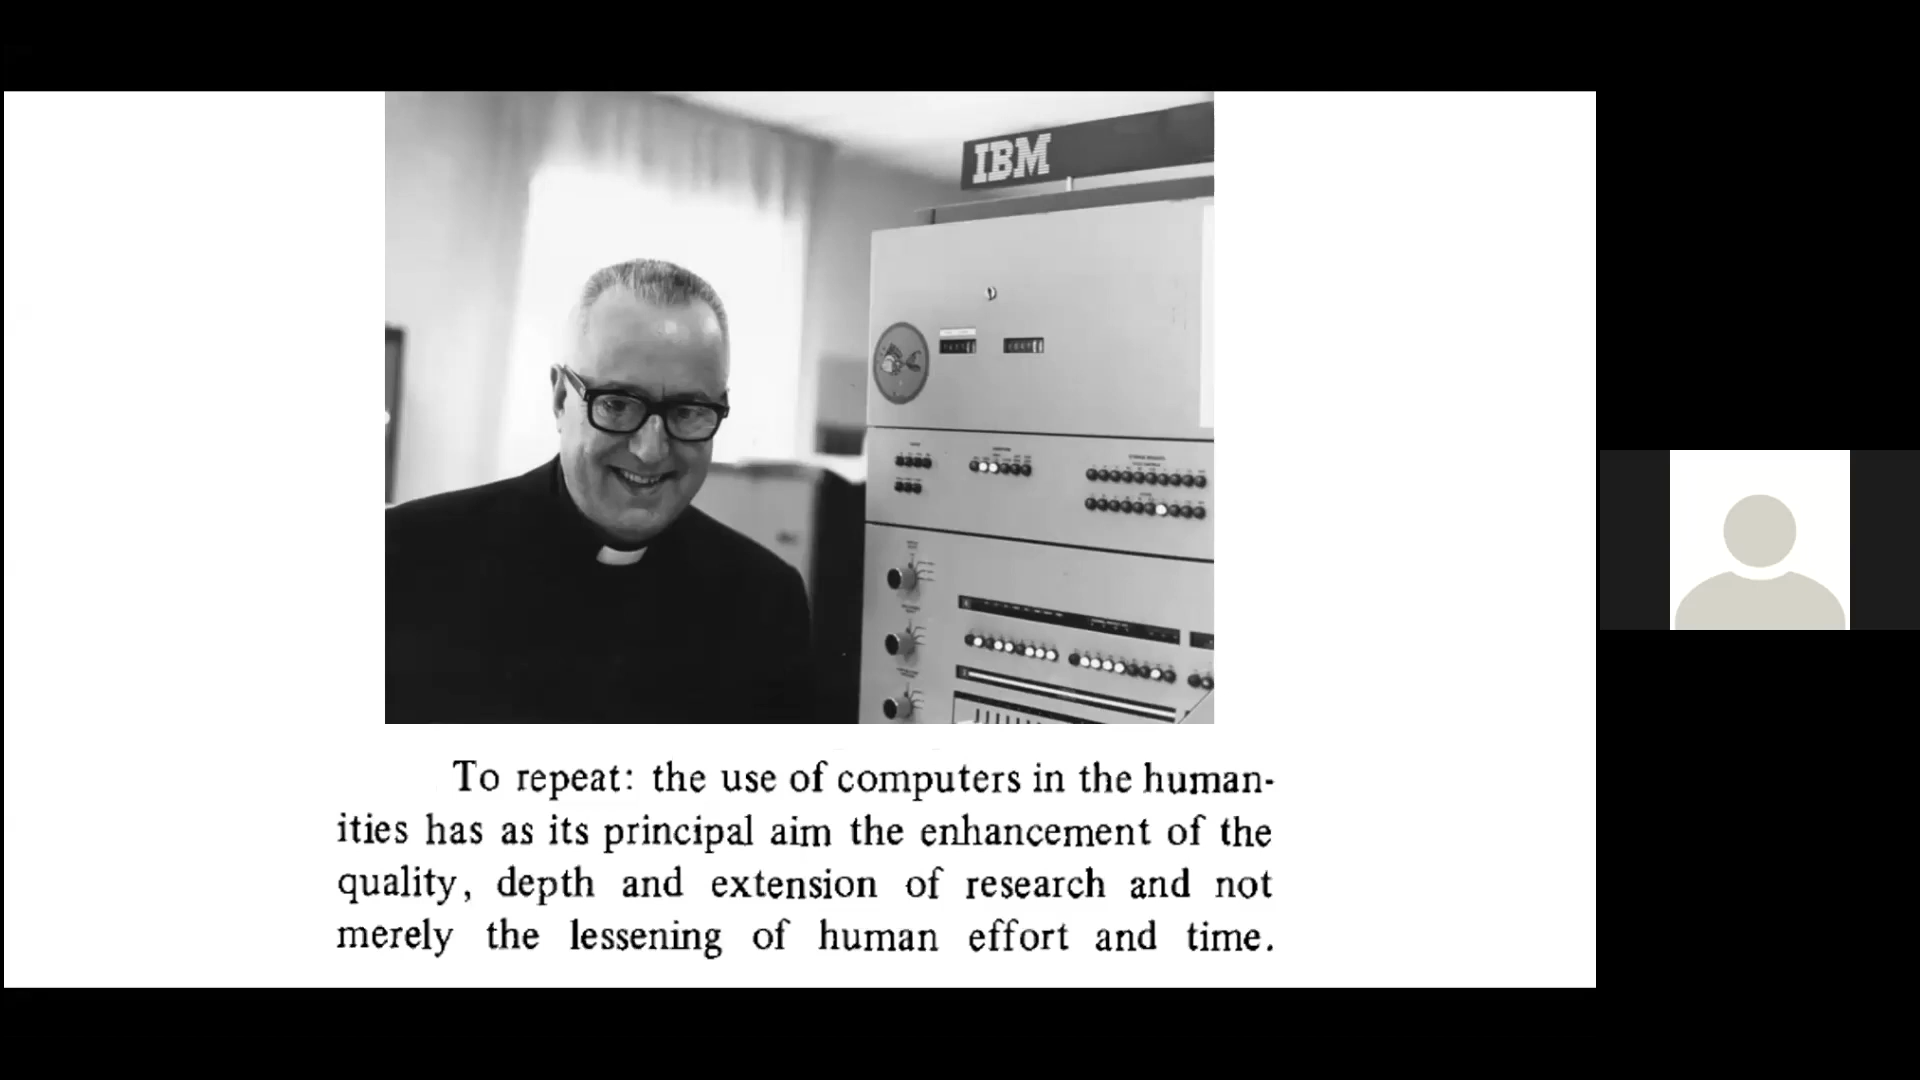 IBM
To repeat: the use of computers in the human-
ities has as its principal aim the enhancement of the
quality, depth and extension of research and not
merely the lessening of human effort and time.